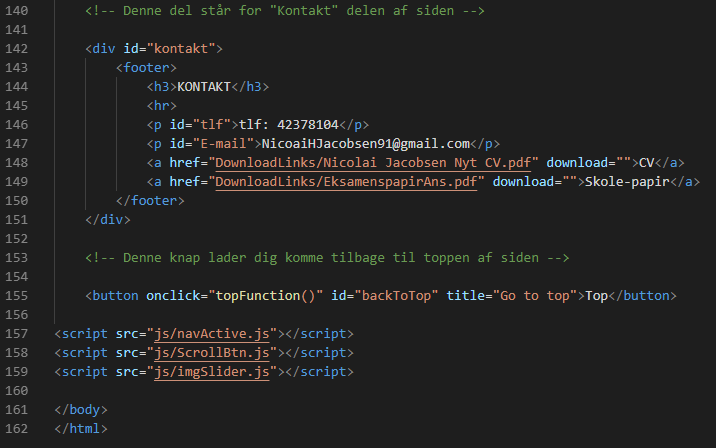 140 <!-- Denne del står for "Kontakt" delen af siden -->
141
142 <div id="kontakt">
143 <footer>
144 <h3>KONTAKT</h3>
145 <hr>
146 <p id="tlf">tlf: 42378104</p>
147 <p id="E-mail">NicoaiHJacobsen91@gmail.com</p>
148 <a href="DownloadLinks/Nicolai Jacobsen Nyt CV.pdf" download="">CV</a>
149 <a href="DownloadLinks/EksamenspapirAns.pdf" download="">Skole-papir</a>
150 </footer>
151 </div>
152
153 <!-- Denne knap lader dig komme tilbage til toppen af siden -->
154
155 <button onclick="topFunction()" id="backToTop" title="Go to top">Top</button>
156
157 <script src="js/navActive.js"></script>
158 <script src="js/ScrollBtn.js"></script>
159 <script src="js/imgSlider.js"></script>
160
161 </body>
162 </html>